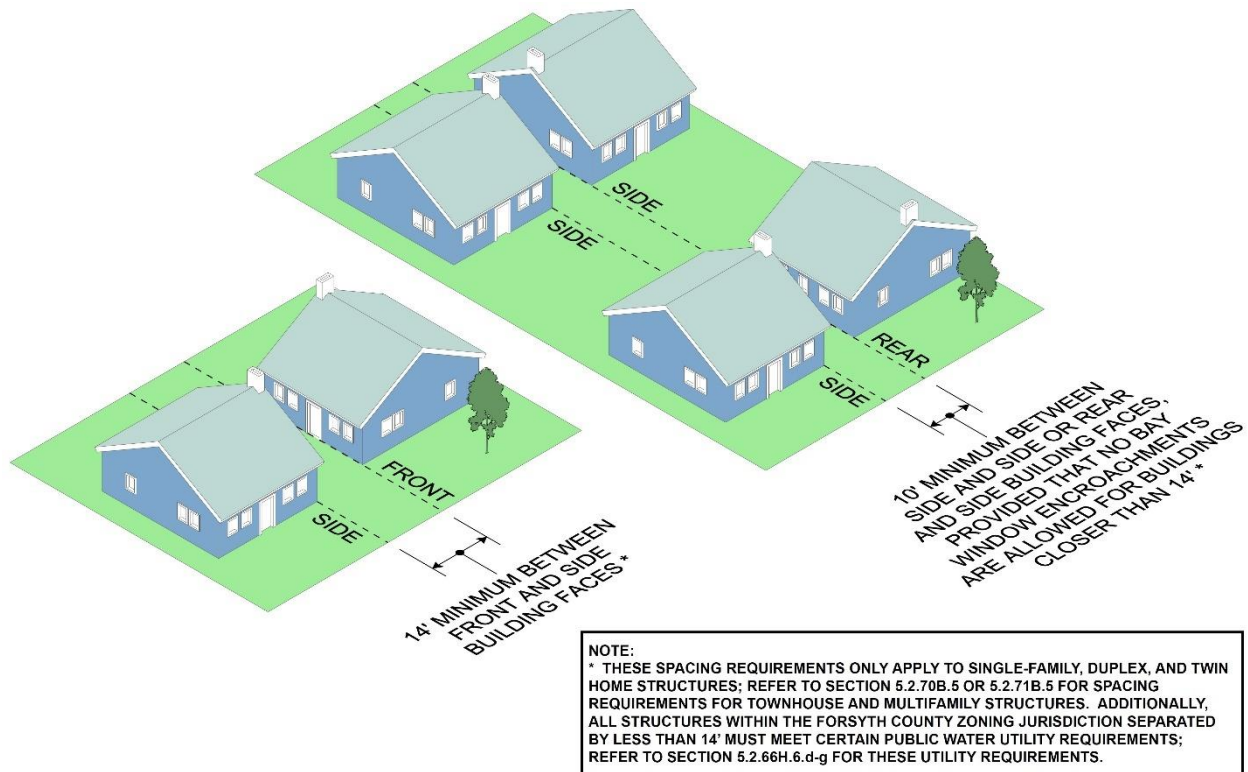 SIDE
SIDE
REAR
SIDE
10' MINIMUM BETWEEN
SIDE AND SIDE OR REAR
AND SIDE BUILDING FACES,
PROVIDED THAT NO BAY
WINDOW ENCROACHMENTS
ARE ALLOWED FOR BUILDINGS
CLOSER THAN 14' *
FRONT
SIDE
14' MINIMUM BETWEEN
FRONT AND SIDE
BUILDING FACES *
NOTE:
* THESE SPACING REQUIREMENTS ONLY APPLY TO SINGLE-FAMILY, DUPLEX, AND TWIN
HOME STRUCTURES; REFER TO SECTION 5.2.70B.5 OR 5.2.71B.5 FOR SPACING
REQUIREMENTS FOR TOWNHOUSE AND MULTIFAMILY STRUCTURES. ADDITIONALLY,
ALL STRUCTURES WITHIN THE FORSYTH COUNTY ZONING JURISDICTION SEPARATED
BY LESS THAN 14' MUST MEET CERTAIN PUBLIC WATER UTILITY REQUIREMENTS;
REFER TO SECTION 5.2.66H.6.d-g FOR THESE UTILITY REQUIREMENTS.